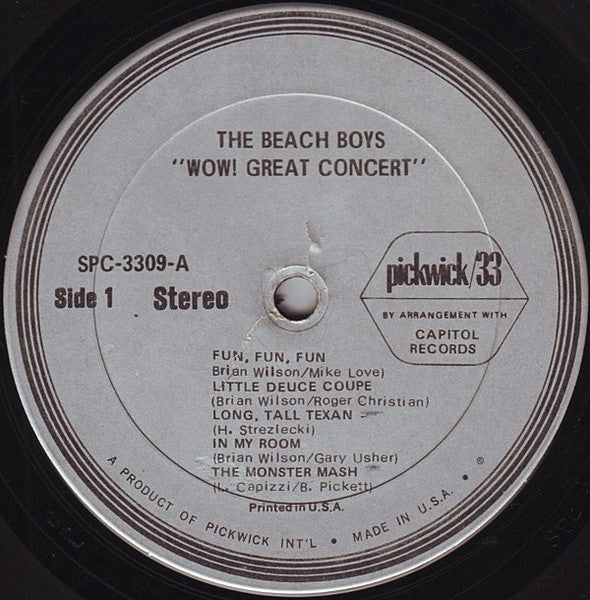 THE BEACH BOYS
"WOW! GREAT CONCERT"
SPC-3309-A
Side 1 Stereo
pickwick/33
BY ARRANGEMENT WITH
CAPITOL
RECORDS
FUN, FUN, FUN
Brian Wilson/Mike Love)
LITTLE DEUCE COUPE
(Brian Wilson/Roger Christian)
LONG, TALL TEXAN
(H. Strezlecki)
IN MY ROOM
(Brian Wilson/Gary Usher)
THE MONSTER MASH
(L. Capizzi/B. Pickett)
Printed in U.S.A.
A PRODUCT OF PICKWICK INT'L • MADE IN U.S.A. • ®